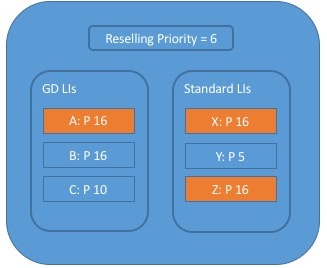 Reselling Priority = 6
GD LIs
A: P 16
B: P 16
C: P 10
Standard LIs
X: P 16
Y: P 5
Z: P 16